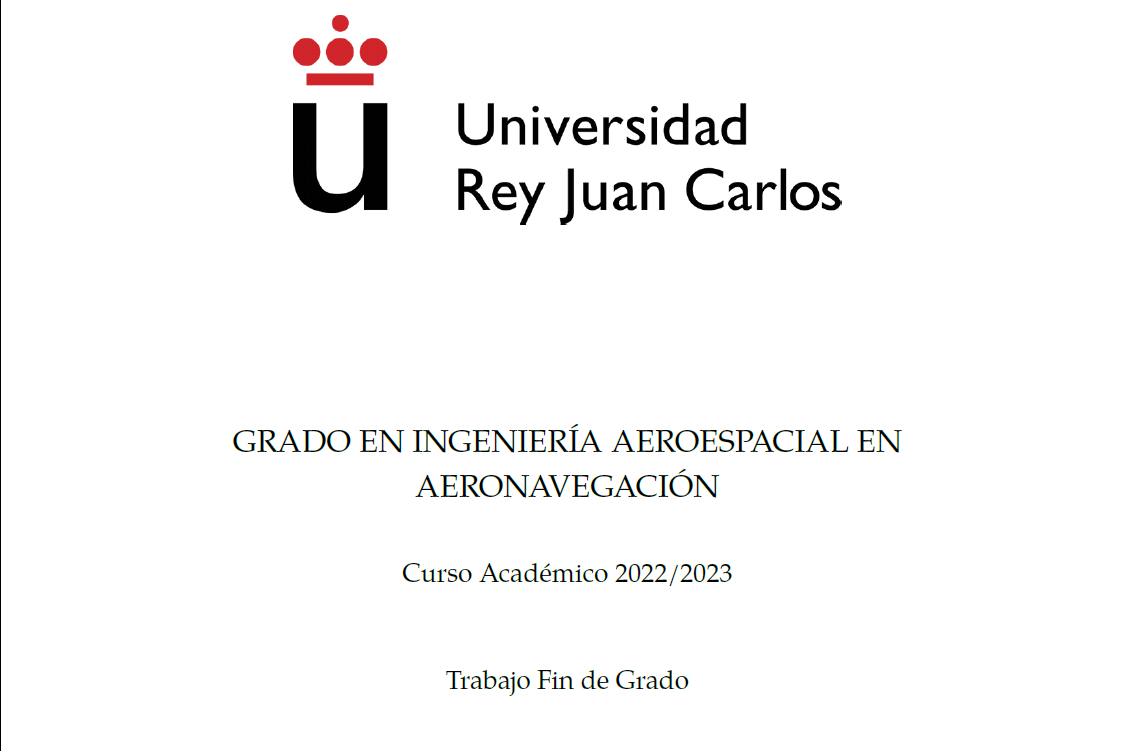 Universidad
Rey Juan Carlos
GRADO EN INGENIERÍA AEROESPACIAL EN
AERONAVEGACIÓN
Curso Académico 2022/2023
Trabajo Fin de Grado